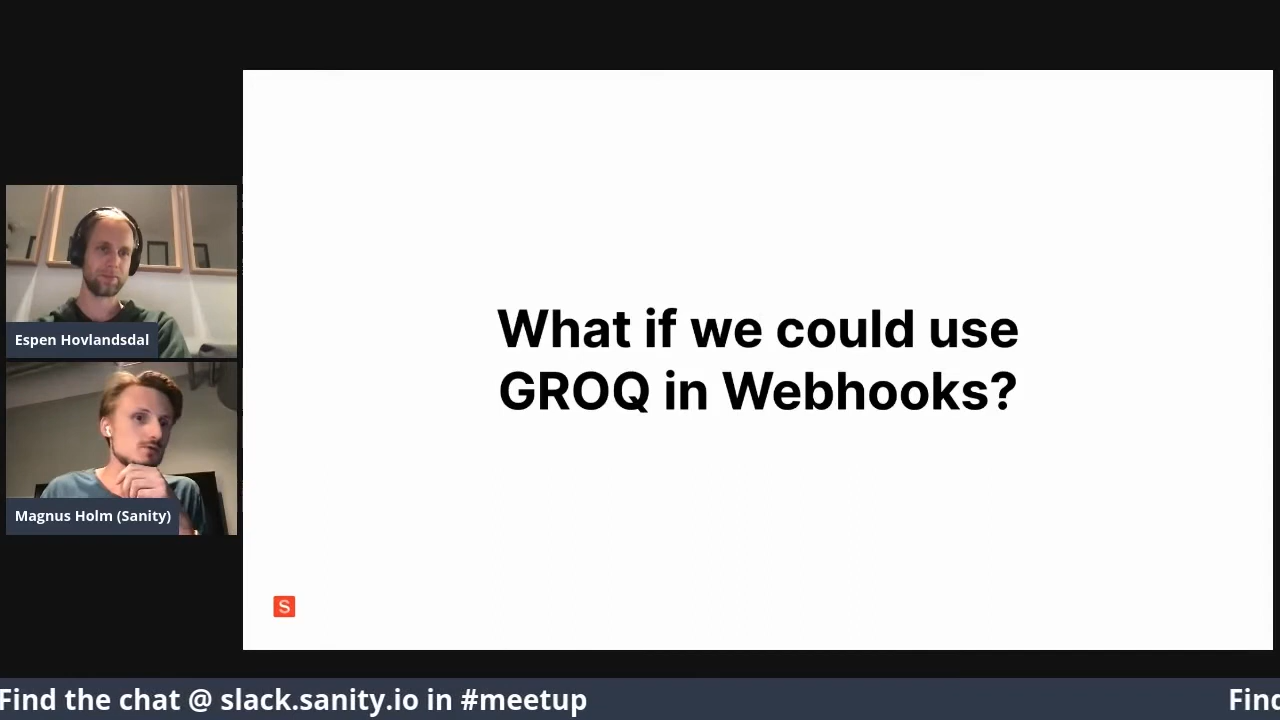 Espen Hovlandsdal
Magnus Holm (Sanity)
What if we could use
GROQ in Webhooks?
S
Find the chat @ slack.sanity.io in #meetup
Find